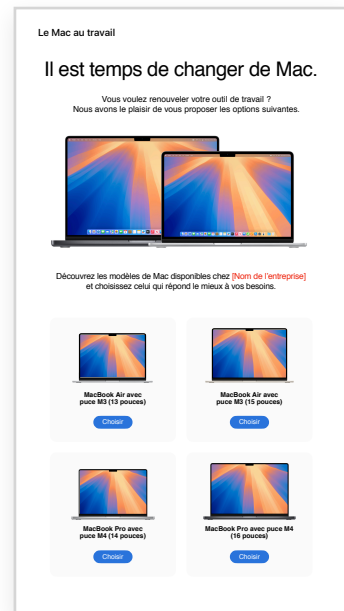 Le Mac au travail
Il est temps de changer de Mac.
Vous voulez renouveler votre outil de travail ?
Nous avons le plaisir de vous proposer les options suivantes.
Découvrez les modèles de Mac disponibles chez [Nom de l'entreprise]
et choisissez celui qui répond le mieux à vos besoins.
MacBook Air avec
puce M3 (13 pouces)
Choisir
MacBook Air avec
puce M3 (15 pouces)
Choisir
MacBook Pro avec
puce M4 (14 pouces)
Choisir
MacBook Pro avec puce M4
(16 pouces)
Choisir